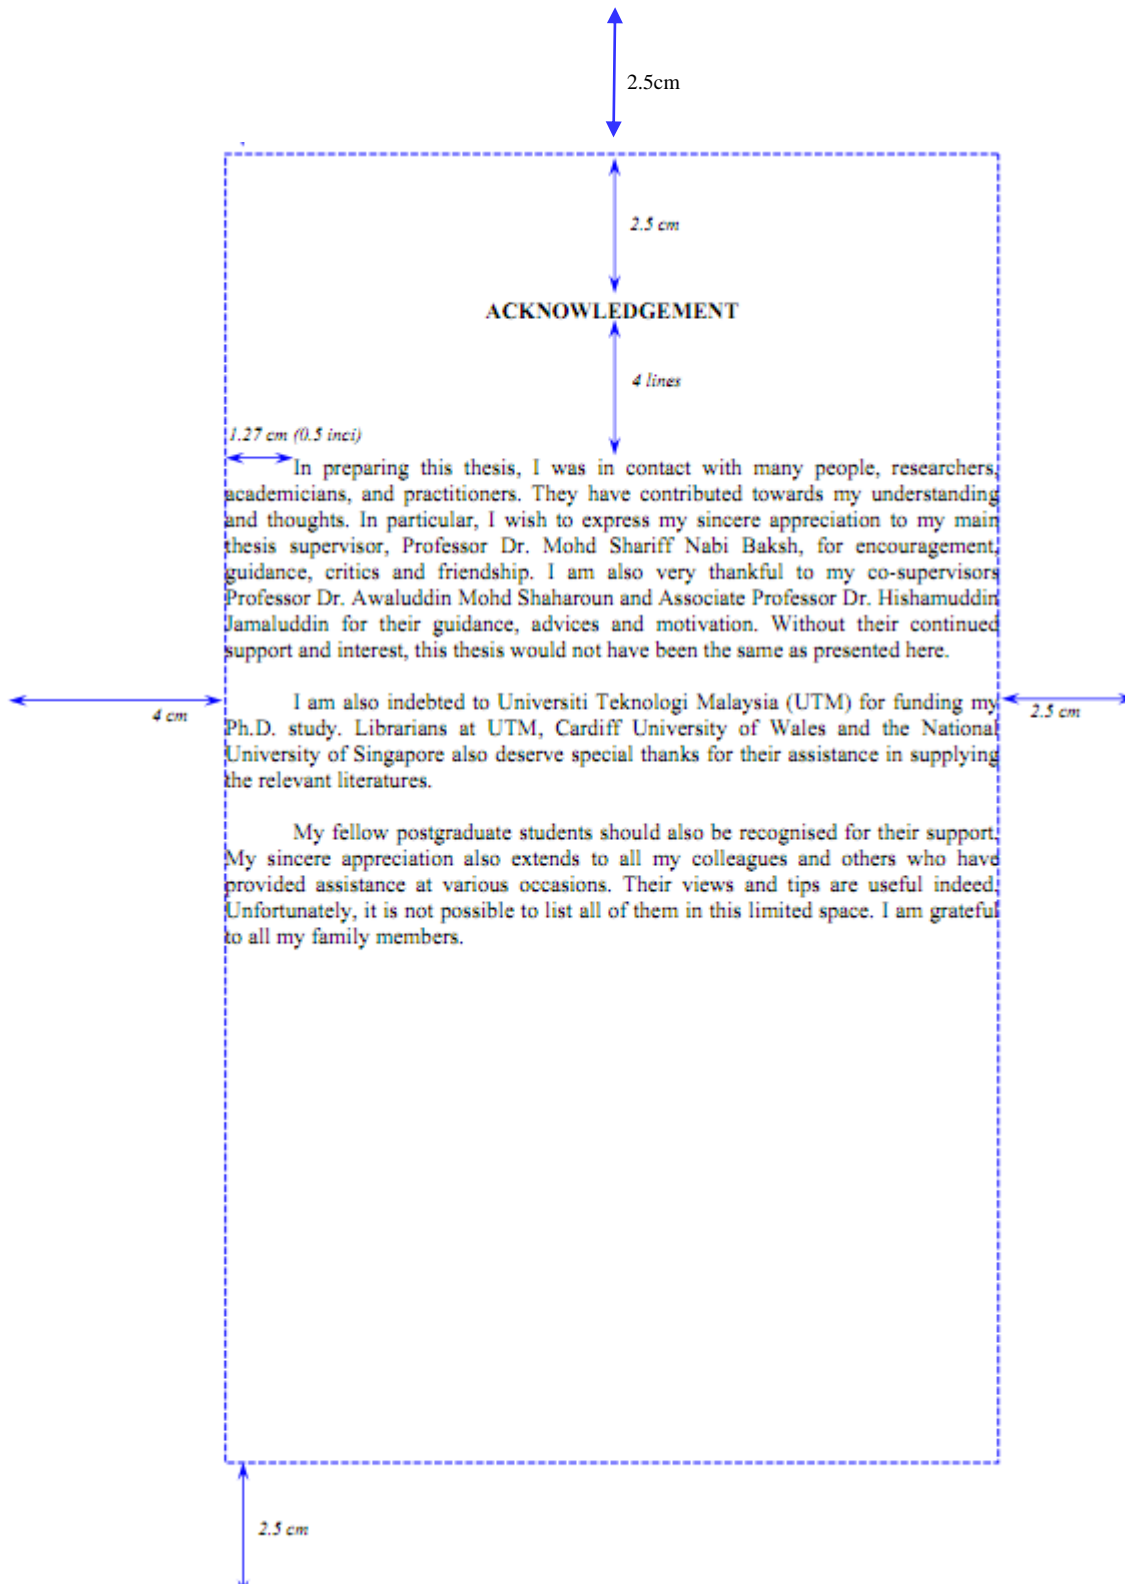 2.5cm
2.5 cm
ACKNOWLEDGEMENT
4 lines
1.27 cm (0.5 inci)
In preparing this thesis, I was in contact with many people, researchers,
academicians, and practitioners. They have contributed towards my understanding
and thoughts. In particular, I wish to express my sincere appreciation to my main
thesis supervisor, Professor Dr. Mohd Shariff Nabi Baksh, for encouragement,
guidance, critics and friendship. I am also very thankful to my co-supervisors
Professor Dr. Awaluddin Mohd Shaharoun and Associate Professor Dr. Hishamuddin
Jamaluddin for their guidance, advices and motivation. Without their continued
support and interest, this thesis would not have been the same as presented here.
4 cm
I am also indebted to Universiti Teknologi Malaysia (UTM) for funding my
2.5 cm
Ph.D. study. Librarians at UTM, Cardiff University of Wales and the National
University of Singapore also deserve special thanks for their assistance in supplying
the relevant literatures.
My fellow postgraduate students should also be recognised for their support.
My sincere appreciation also extends to all my colleagues and others who have
provided assistance at various occasions. Their views and tips are useful indeed.
Unfortunately, it is not possible to list all of them in this limited space. I am grateful
to all my family members.
2.5 cm